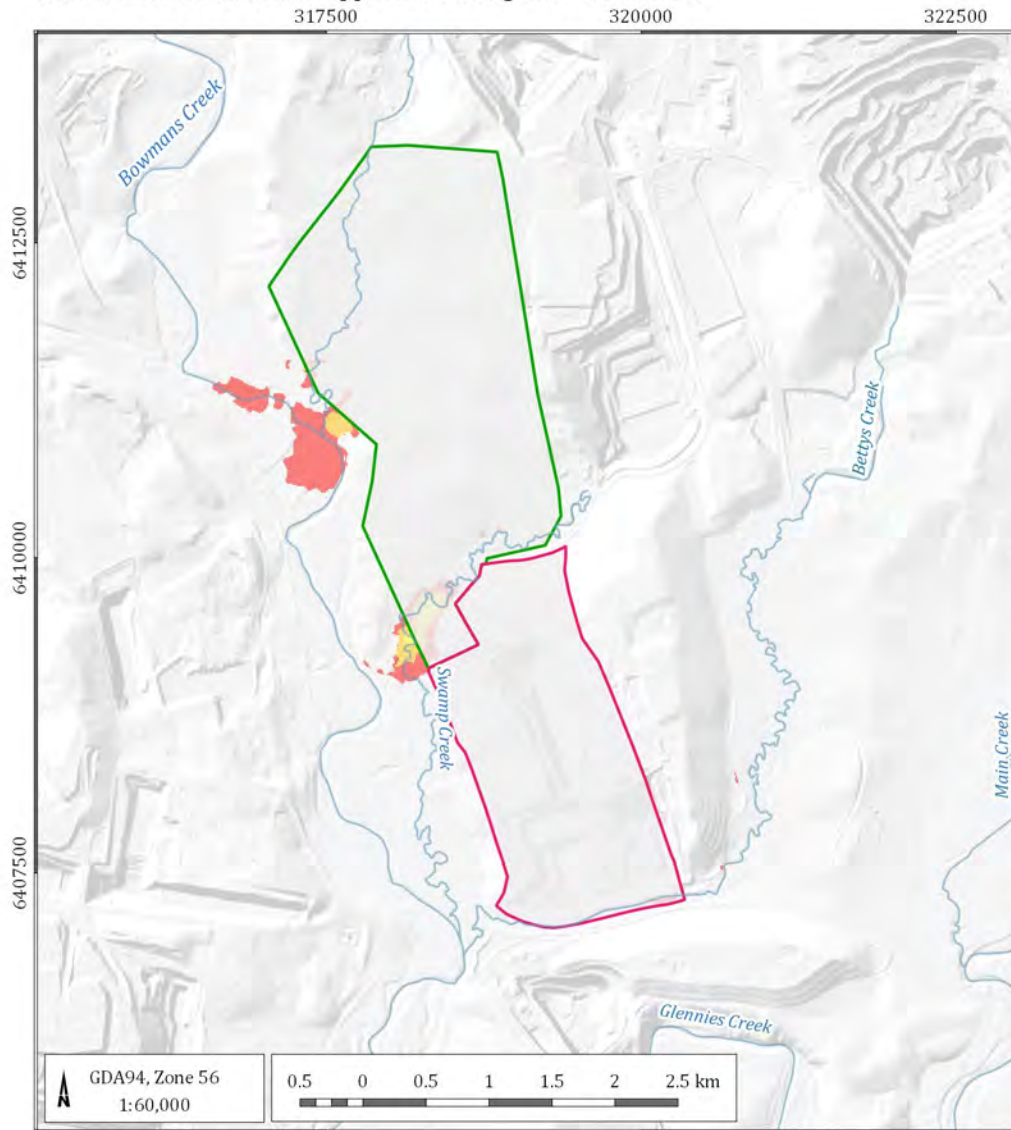 317500
320000
322500
Bowmans Creek
6412500
Bettys Creek
6410000
Swamp Creek
Main Creek
6407500
Glennies Creek
GDA94, Zone 56
1:60,000
N
0.5 0 0.5 1 1.5 2 2.5 km